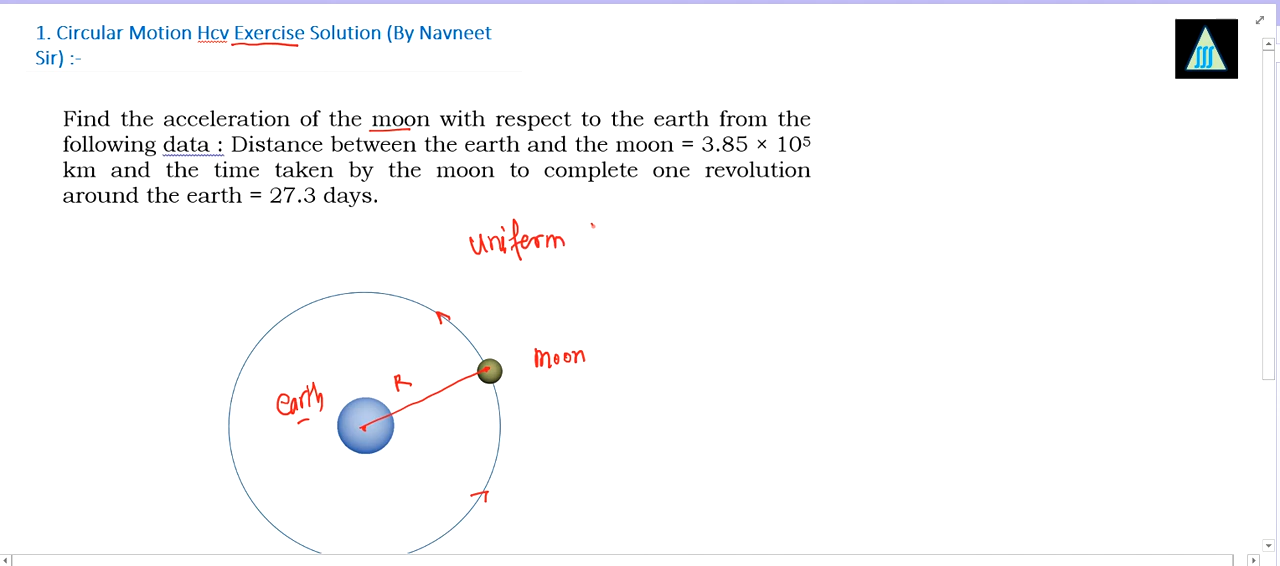 1. Circular Motion Hcv Exercise Solution (By Navneet
Sir) :-
Find the acceleration of the moon with respect to the earth from the
following data : Distance between the earth and the moon = 3.85 × 10⁵
km and the time taken by the moon to complete one revolution
around the earth = 27.3 days.
uniform
moon
R
earth